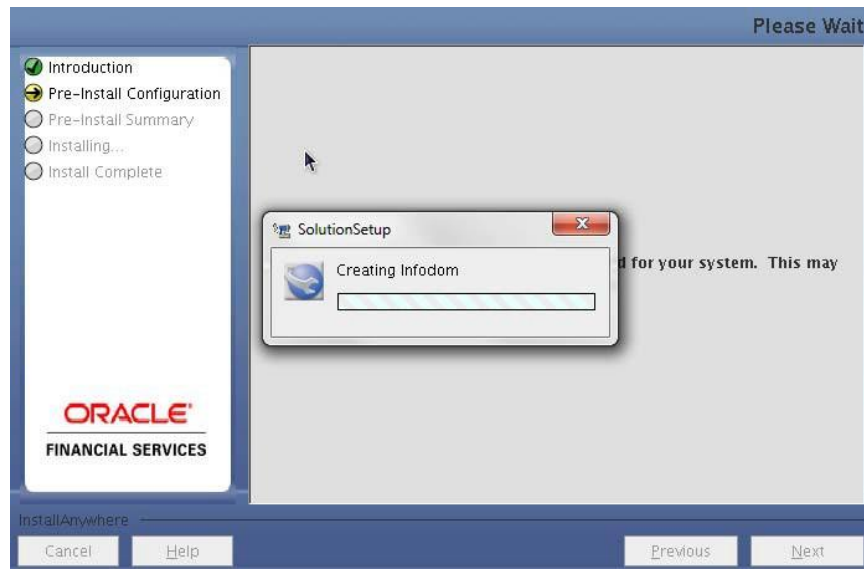 Please Wait
Introduction
Pre-Install Configuration
Pre-Install Summary
Installing...
Install Complete
SolutionSetup
Creating Infodom
for your system. This may
ORACLE
FINANCIAL SERVICES
InstallAnywhere
Cancel
Help
Previous
Next